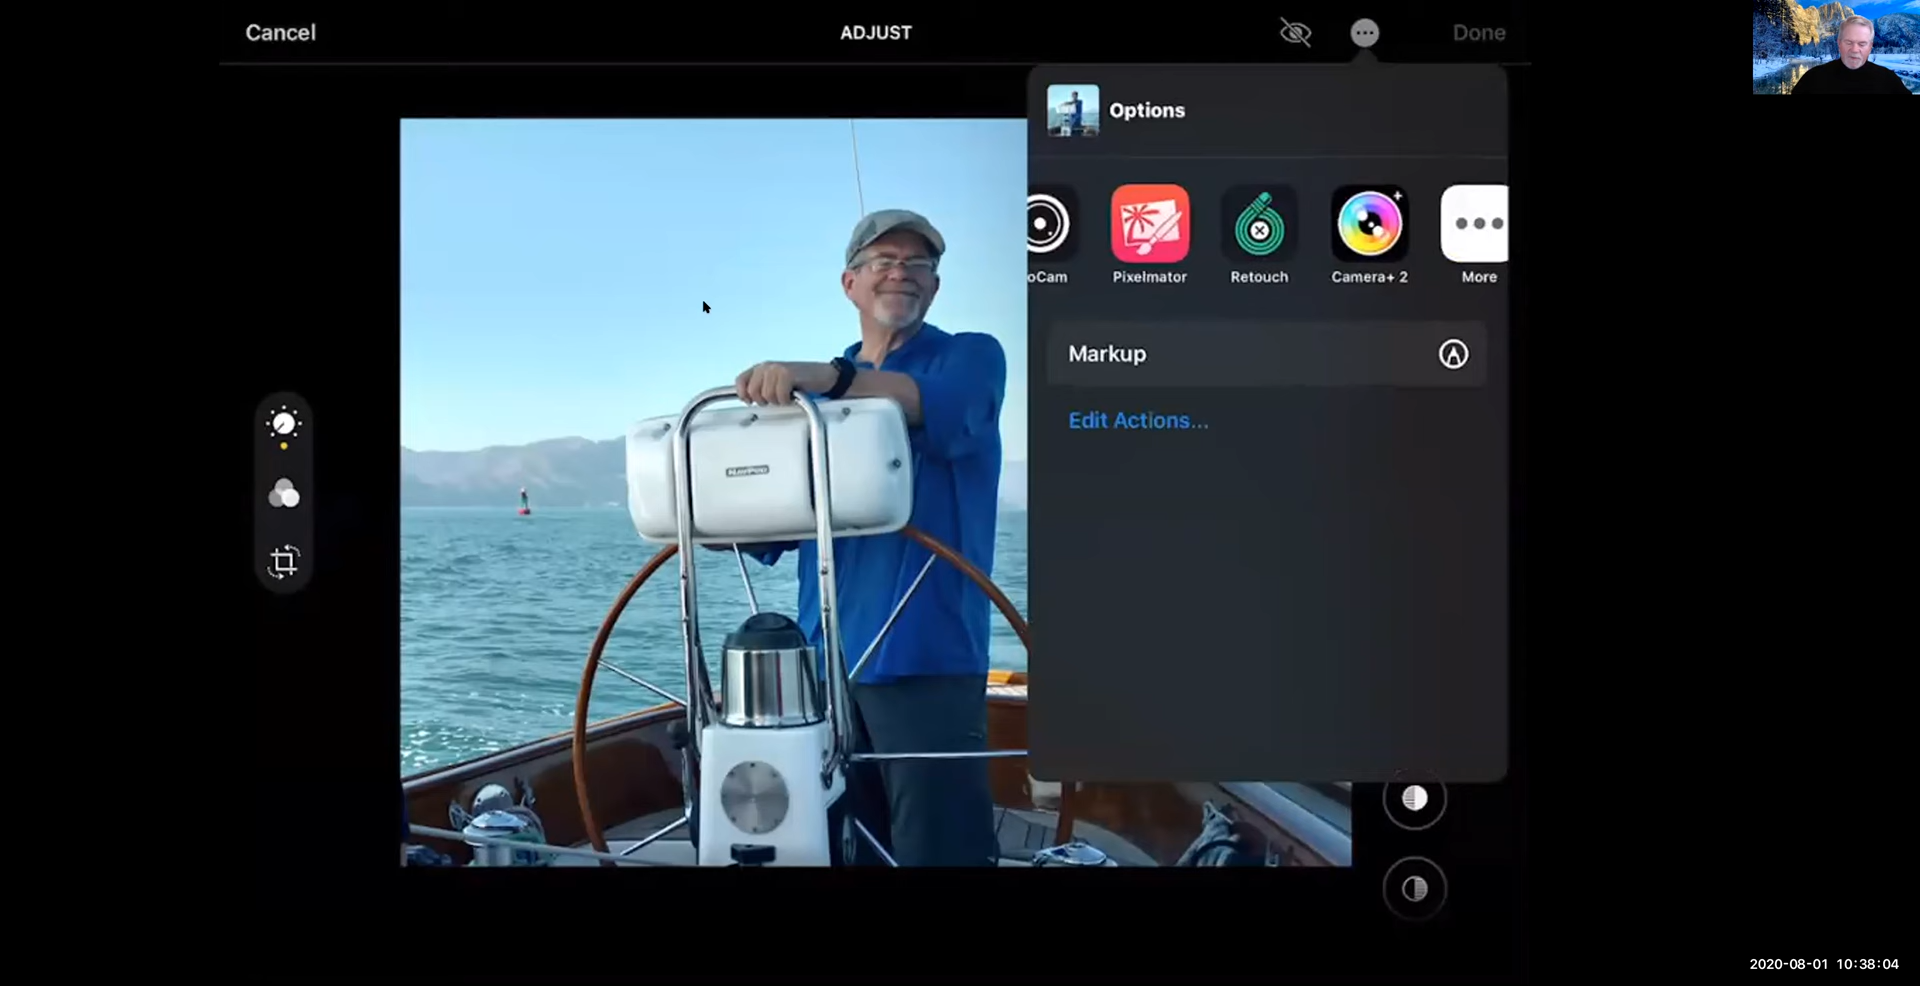 Cancel
ADJUST
Done
Options
oCam
Pixelmator
Retouch
Camera+ 2
More
Markup
Edit Actions...
NavPod
2020-08-01 10:38:04